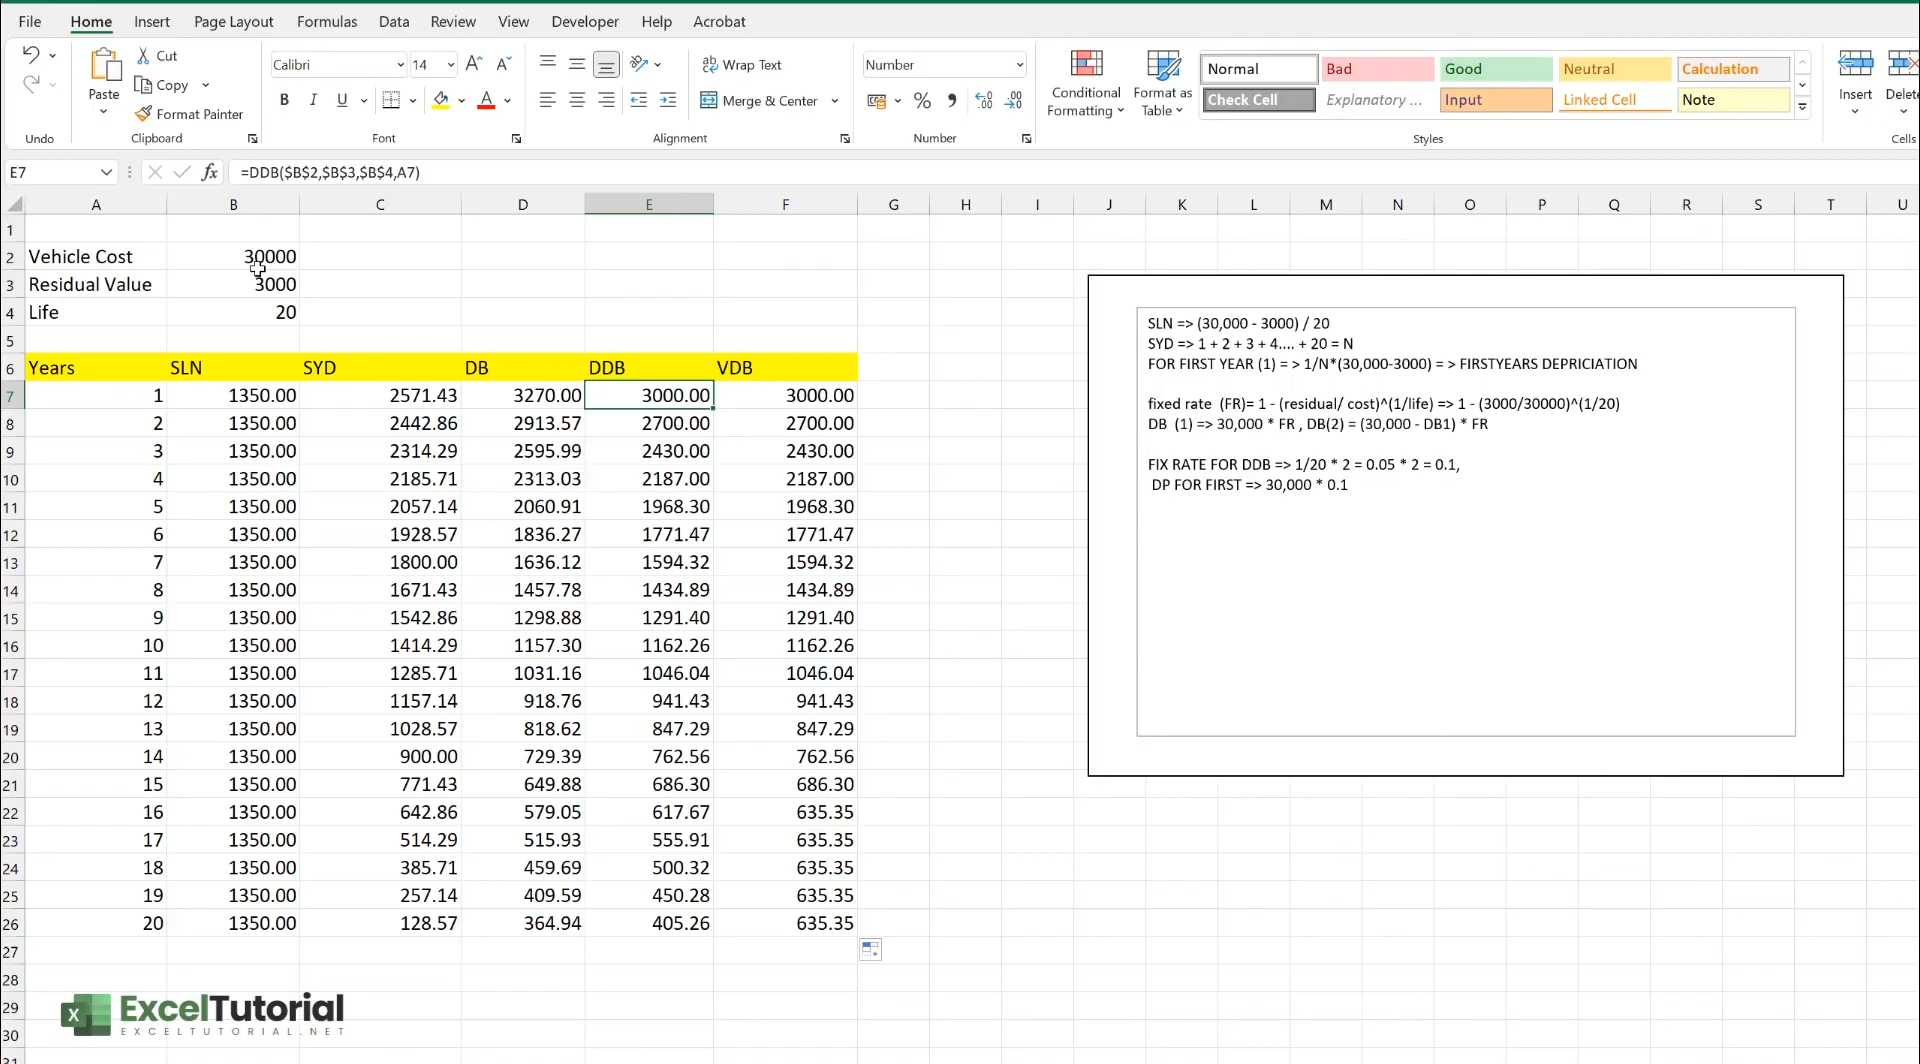 File Home Insert Page Layout Formulas Data Review View Developer Help Acrobat
Cut
Copy
Format Painter
Paste
Undo
Clipboard
Calibri 14
B I U
Font
Wrap Text
Merge & Center
Alignment
Number
Number
Conditional Formatting
Format as Table
Normal Bad Good Neutral Calculation
Check Cell Explanatory ... Input Linked Cell Note
Styles
Insert Delete
Cells
E7 fx =DDB($B$2,$B$3,$B$4,A7)
A B C D E F G H I J K L M N O P Q R S T U
1
2 Vehicle Cost 30000
3 Residual Value 3000
4 Life 20
5
6 Years SLN SYD DB DDB VDB
7 1 1350.00 2571.43 3270.00 3000.00 3000.00
8 2 1350.00 2442.86 2913.57 2700.00 2700.00
9 3 1350.00 2314.29 2595.99 2430.00 2430.00
10 4 1350.00 2185.71 2313.03 2187.00 2187.00
11 5 1350.00 2057.14 2060.91 1968.30 1968.30
12 6 1350.00 1928.57 1836.27 1771.47 1771.47
13 7 1350.00 1800.00 1636.12 1594.32 1594.32
14 8 1350.00 1671.43 1457.78 1434.89 1434.89
15 9 1350.00 1542.86 1298.88 1291.40 1291.40
16 10 1350.00 1414.29 1157.30 1162.26 1162.26
17 11 1350.00 1285.71 1031.16 1046.04 1046.04
18 12 1350.00 1157.14 918.76 941.43 941.43
19 13 1350.00 1028.57 818.62 847.29 847.29
20 14 1350.00 900.00 729.39 762.56 762.56
21 15 1350.00 771.43 649.88 686.30 686.30
22 16 1350.00 642.86 579.05 617.67 635.35
23 17 1350.00 514.29 515.93 555.91 635.35
24 18 1350.00 385.71 459.69 500.32 635.35
25 19 1350.00 257.14 409.59 450.28 635.35
26 20 1350.00 128.57 364.94 405.26 635.35
27
28
29
30
31
SLN => (30,000 - 3000) / 20
SYD => 1 + 2 + 3 + 4.... + 20 = N
FOR FIRST YEAR (1) = > 1/N*(30,000-3000) = > FIRSTYEARS DEPRICIATION
fixed rate (FR)= 1 - (residual/ cost)^(1/life) => 1 - (3000/30000)^(1/20)
DB (1) => 30,000 * FR , DB(2) = (30,000 - DB1) * FR
FIX RATE FOR DDB => 1/20 * 2 = 0.05 * 2 = 0.1,
DP FOR FIRST => 30,000 * 0.1
X ExcelTutorial
EXCELTUTORIAL.NET